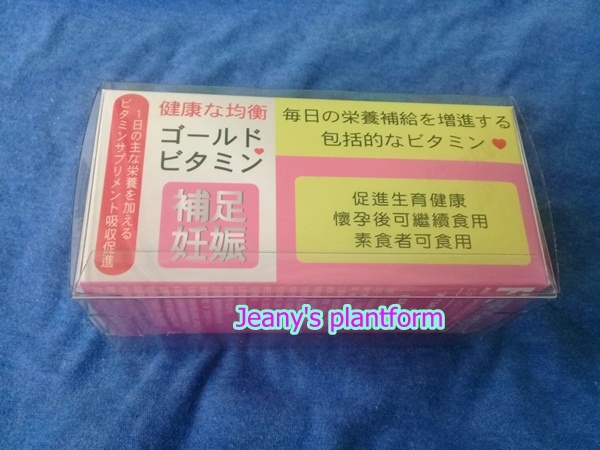 1日の主な栄養を加える
ビタミンサプリメント吸収促進
健康な均衡
ゴールド
ビタミン
補足
妊娠
毎日の栄養補給を増進する
包括的なビタミン
促進生育健康
懷孕後可繼續食用
素食者可食用
Jeany's plantform